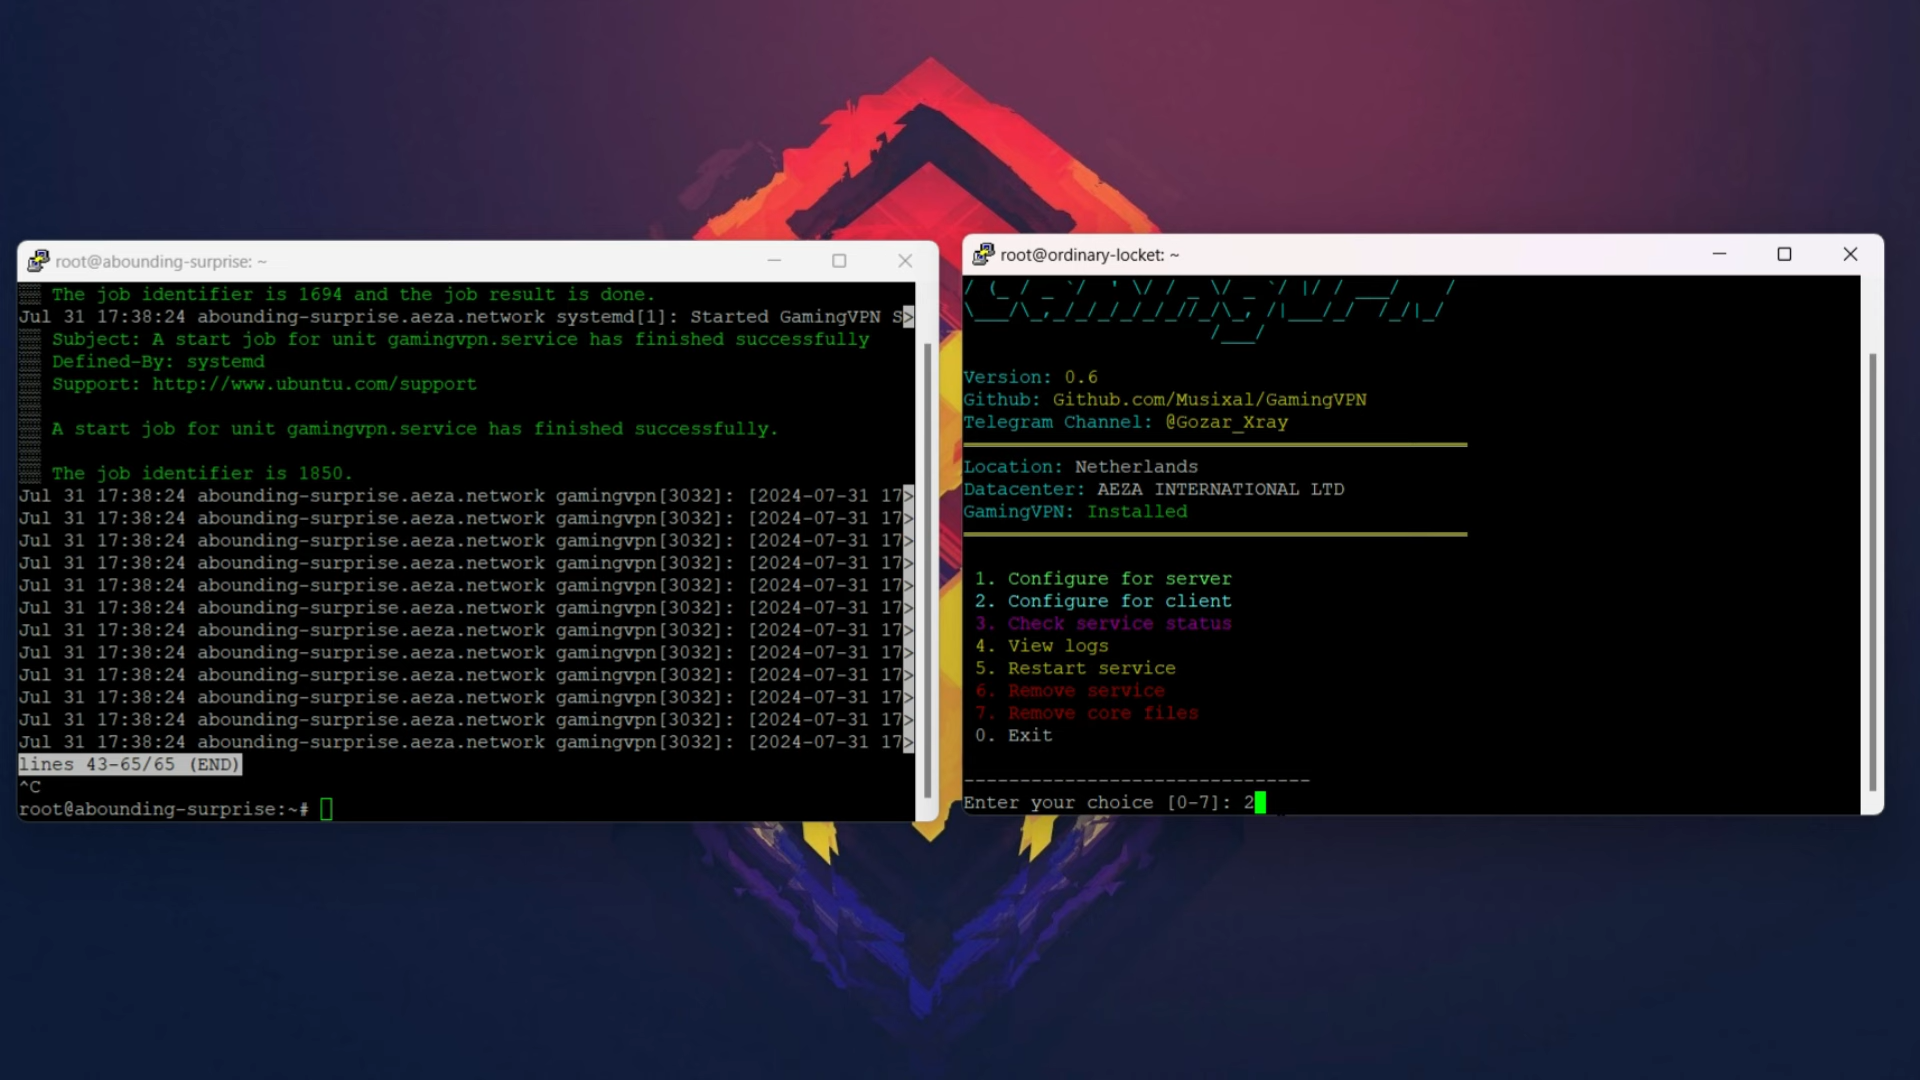 root@abounding-surprise: ~
The job identifier is 1694 and the job result is done.
Jul 31 17:38:24 abounding-surprise.aeza.network systemd[1]: Started GamingVPN S>
Subject: A start job for unit gamingvpn.service has finished successfully
Defined-By: systemd
Support: http://www.ubuntu.com/support
A start job for unit gamingvpn.service has finished successfully.
The job identifier is 1850.
Jul 31 17:38:24 abounding-surprise.aeza.network gamingvpn[3032]: [2024-07-31 17>
Jul 31 17:38:24 abounding-surprise.aeza.network gamingvpn[3032]: [2024-07-31 17>
Jul 31 17:38:24 abounding-surprise.aeza.network gamingvpn[3032]: [2024-07-31 17>
Jul 31 17:38:24 abounding-surprise.aeza.network gamingvpn[3032]: [2024-07-31 17>
Jul 31 17:38:24 abounding-surprise.aeza.network gamingvpn[3032]: [2024-07-31 17>
Jul 31 17:38:24 abounding-surprise.aeza.network gamingvpn[3032]: [2024-07-31 17>
Jul 31 17:38:24 abounding-surprise.aeza.network gamingvpn[3032]: [2024-07-31 17>
Jul 31 17:38:24 abounding-surprise.aeza.network gamingvpn[3032]: [2024-07-31 17>
Jul 31 17:38:24 abounding-surprise.aeza.network gamingvpn[3032]: [2024-07-31 17>
Jul 31 17:38:24 abounding-surprise.aeza.network gamingvpn[3032]: [2024-07-31 17>
Jul 31 17:38:24 abounding-surprise.aeza.network gamingvpn[3032]: [2024-07-31 17>
Jul 31 17:38:24 abounding-surprise.aeza.network gamingvpn[3032]: [2024-07-31 17>
lines 43-65/65 (END)
^C
root@abounding-surprise:~#
root@ordinary-locket: ~
GamingVPN
Version: 0.6
Github: Github.com/Musixal/GamingVPN
Telegram Channel: @Gozar_Xray
Location: Netherlands
Datacenter: AEZA INTERNATIONAL LTD
GamingVPN: Installed
1. Configure for server
2. Configure for client
3. Check service status
4. View logs
5. Restart service
6. Remove service
7. Remove core files
0. Exit
-------------------------------
Enter your choice [0-7]: 2